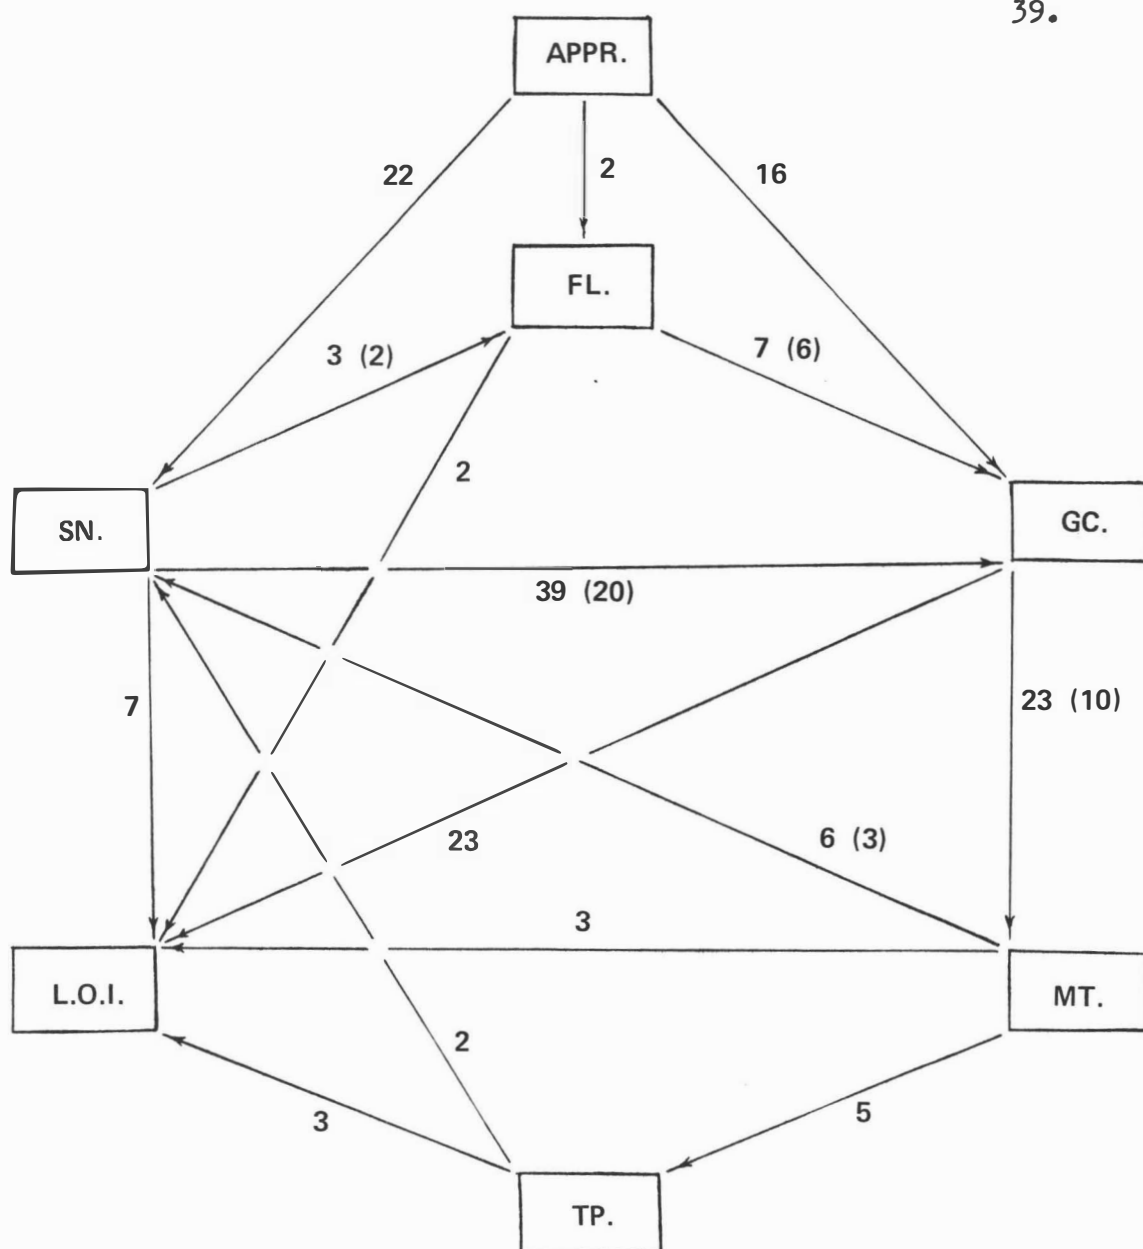 39.
APPR.
22
2
16
FL.
3 (2)
7 (6)
2
SN.
GC.
39 (20)
7
23 (10)
23
6 (3)
3
L.O.I.
MT.
2
3
5
TP.